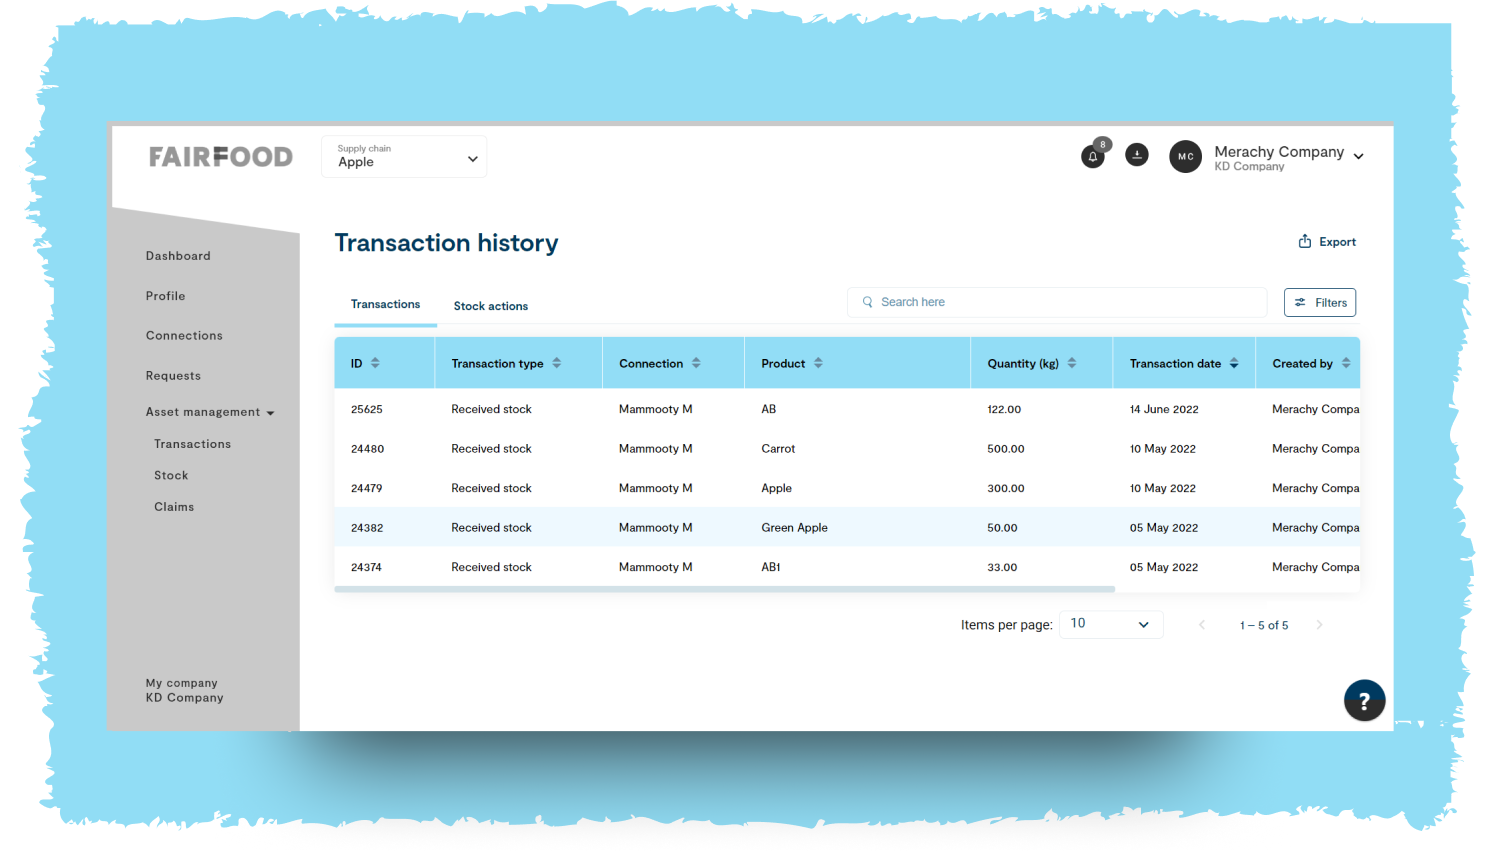 FAIRFOOD
Supply chain
Apple
8
MC
Merachy Company
KD Company
Dashboard
Profile
Connections
Requests
Asset management
Transactions
Stock
Claims
My company
KD Company
Transaction history
Export
Transactions
Stock actions
Search here
Filters
ID Transaction type Connection Product Quantity (kg) Transaction date Created by
25625 Received stock Mammooty M AB 122.00 14 June 2022 Merachy Compa
24480 Received stock Mammooty M Carrot 500.00 10 May 2022 Merachy Compa
24479 Received stock Mammooty M Apple 300.00 10 May 2022 Merachy Compa
24382 Received stock Mammooty M Green Apple 50.00 05 May 2022 Merachy Compa
24374 Received stock Mammooty M AB1 33.00 05 May 2022 Merachy Compa
Items per page: 10 1 – 5 of 5
?